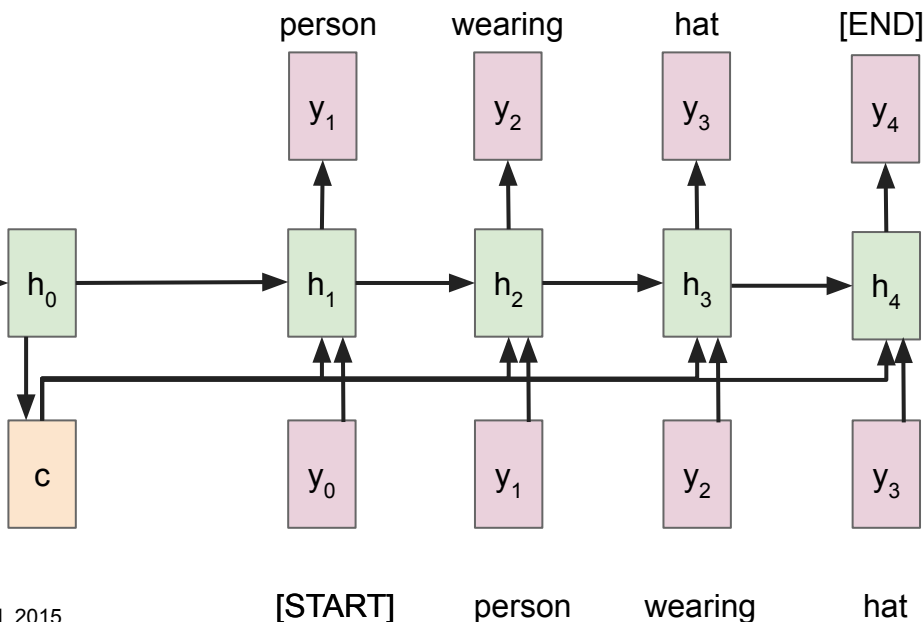 person wearing hat [END]
y₁ y₂ y₃ y₄
h₀ h₁ h₂ h₃ h₄
c y₀ y₁ y₂ y₃
[START] person wearing hat
2015